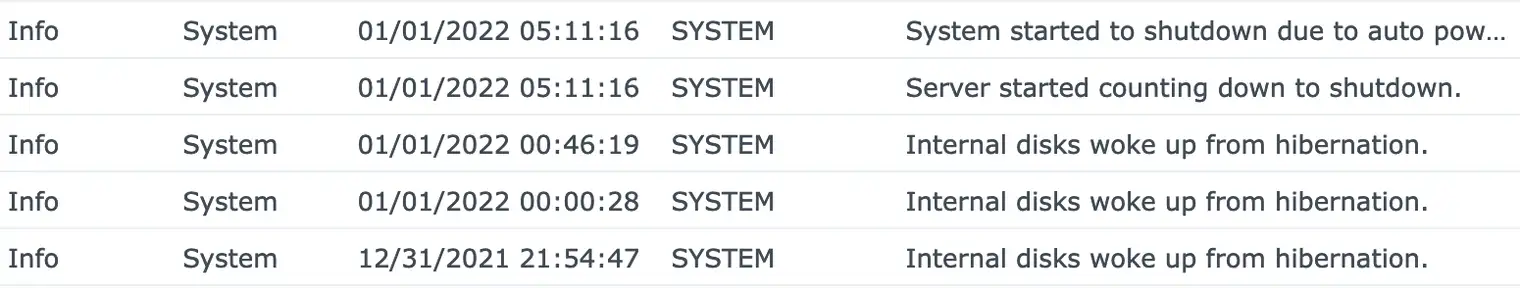 Info System 01/01/2022 05:11:16 SYSTEM System started to shutdown due to auto pow...
Info System 01/01/2022 05:11:16 SYSTEM Server started counting down to shutdown.
Info System 01/01/2022 00:46:19 SYSTEM Internal disks woke up from hibernation.
Info System 01/01/2022 00:00:28 SYSTEM Internal disks woke up from hibernation.
Info System 12/31/2021 21:54:47 SYSTEM Internal disks woke up from hibernation.